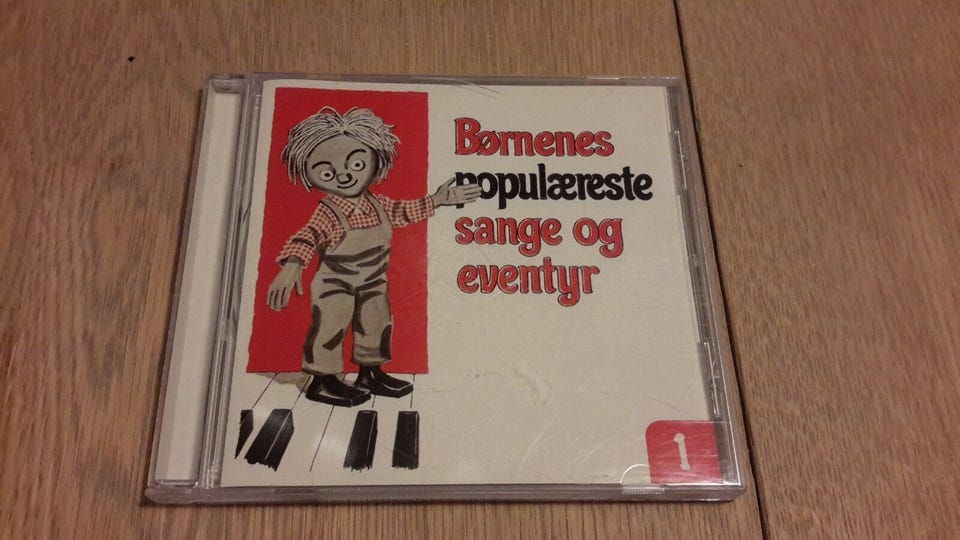 Børnenes
populæreste
sange og
eventyr
1